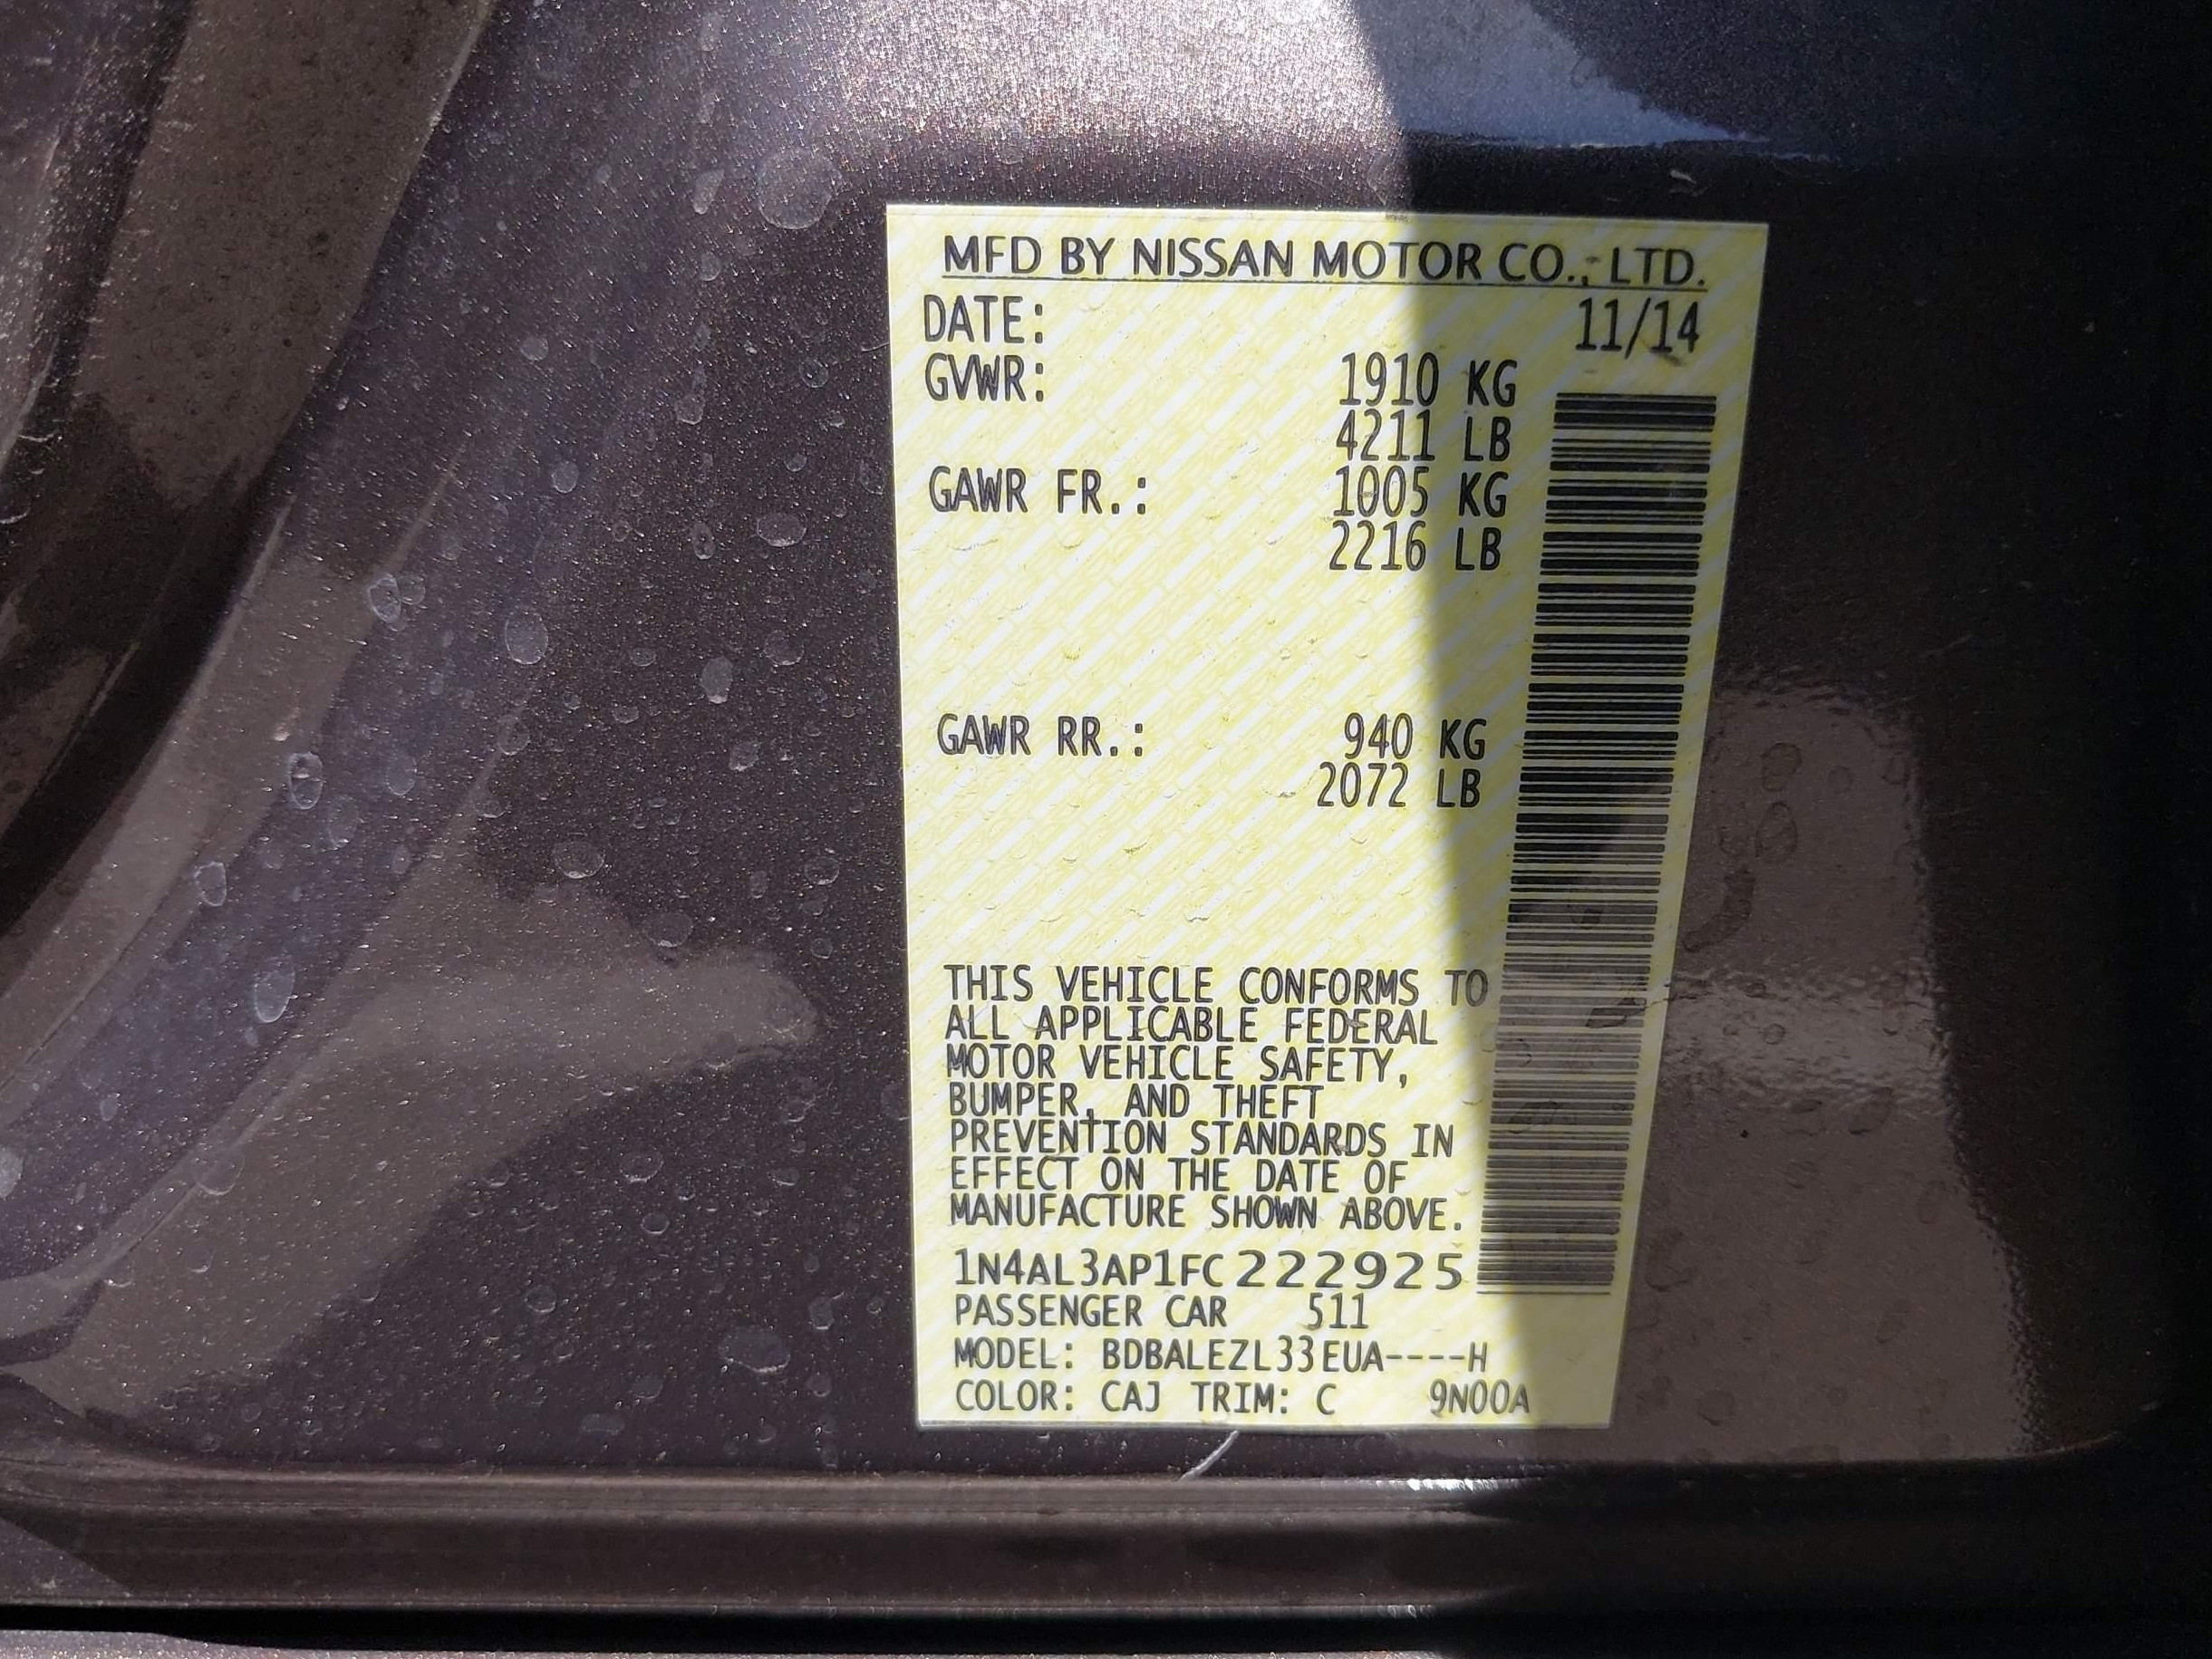 MFD BY NISSAN MOTOR CO., LTD.
DATE: 11/14
GVWR: 1910 KG
4211 LB
GAWR FR.: 1005 KG
2216 LB
GAWR RR.: 940 KG
2072 LB
THIS VEHICLE CONFORMS TO
ALL APPLICABLE FEDERAL
MOTOR VEHICLE SAFETY,
BUMPER, AND THEFT
PREVENTION STANDARDS IN
EFFECT ON THE DATE OF
MANUFACTURE SHOWN ABOVE.
1N4AL3AP1FC222925
PASSENGER CAR 511
MODEL: BDBALEZL33EUA----H
COLOR: CAJ TRIM: C 9N00A